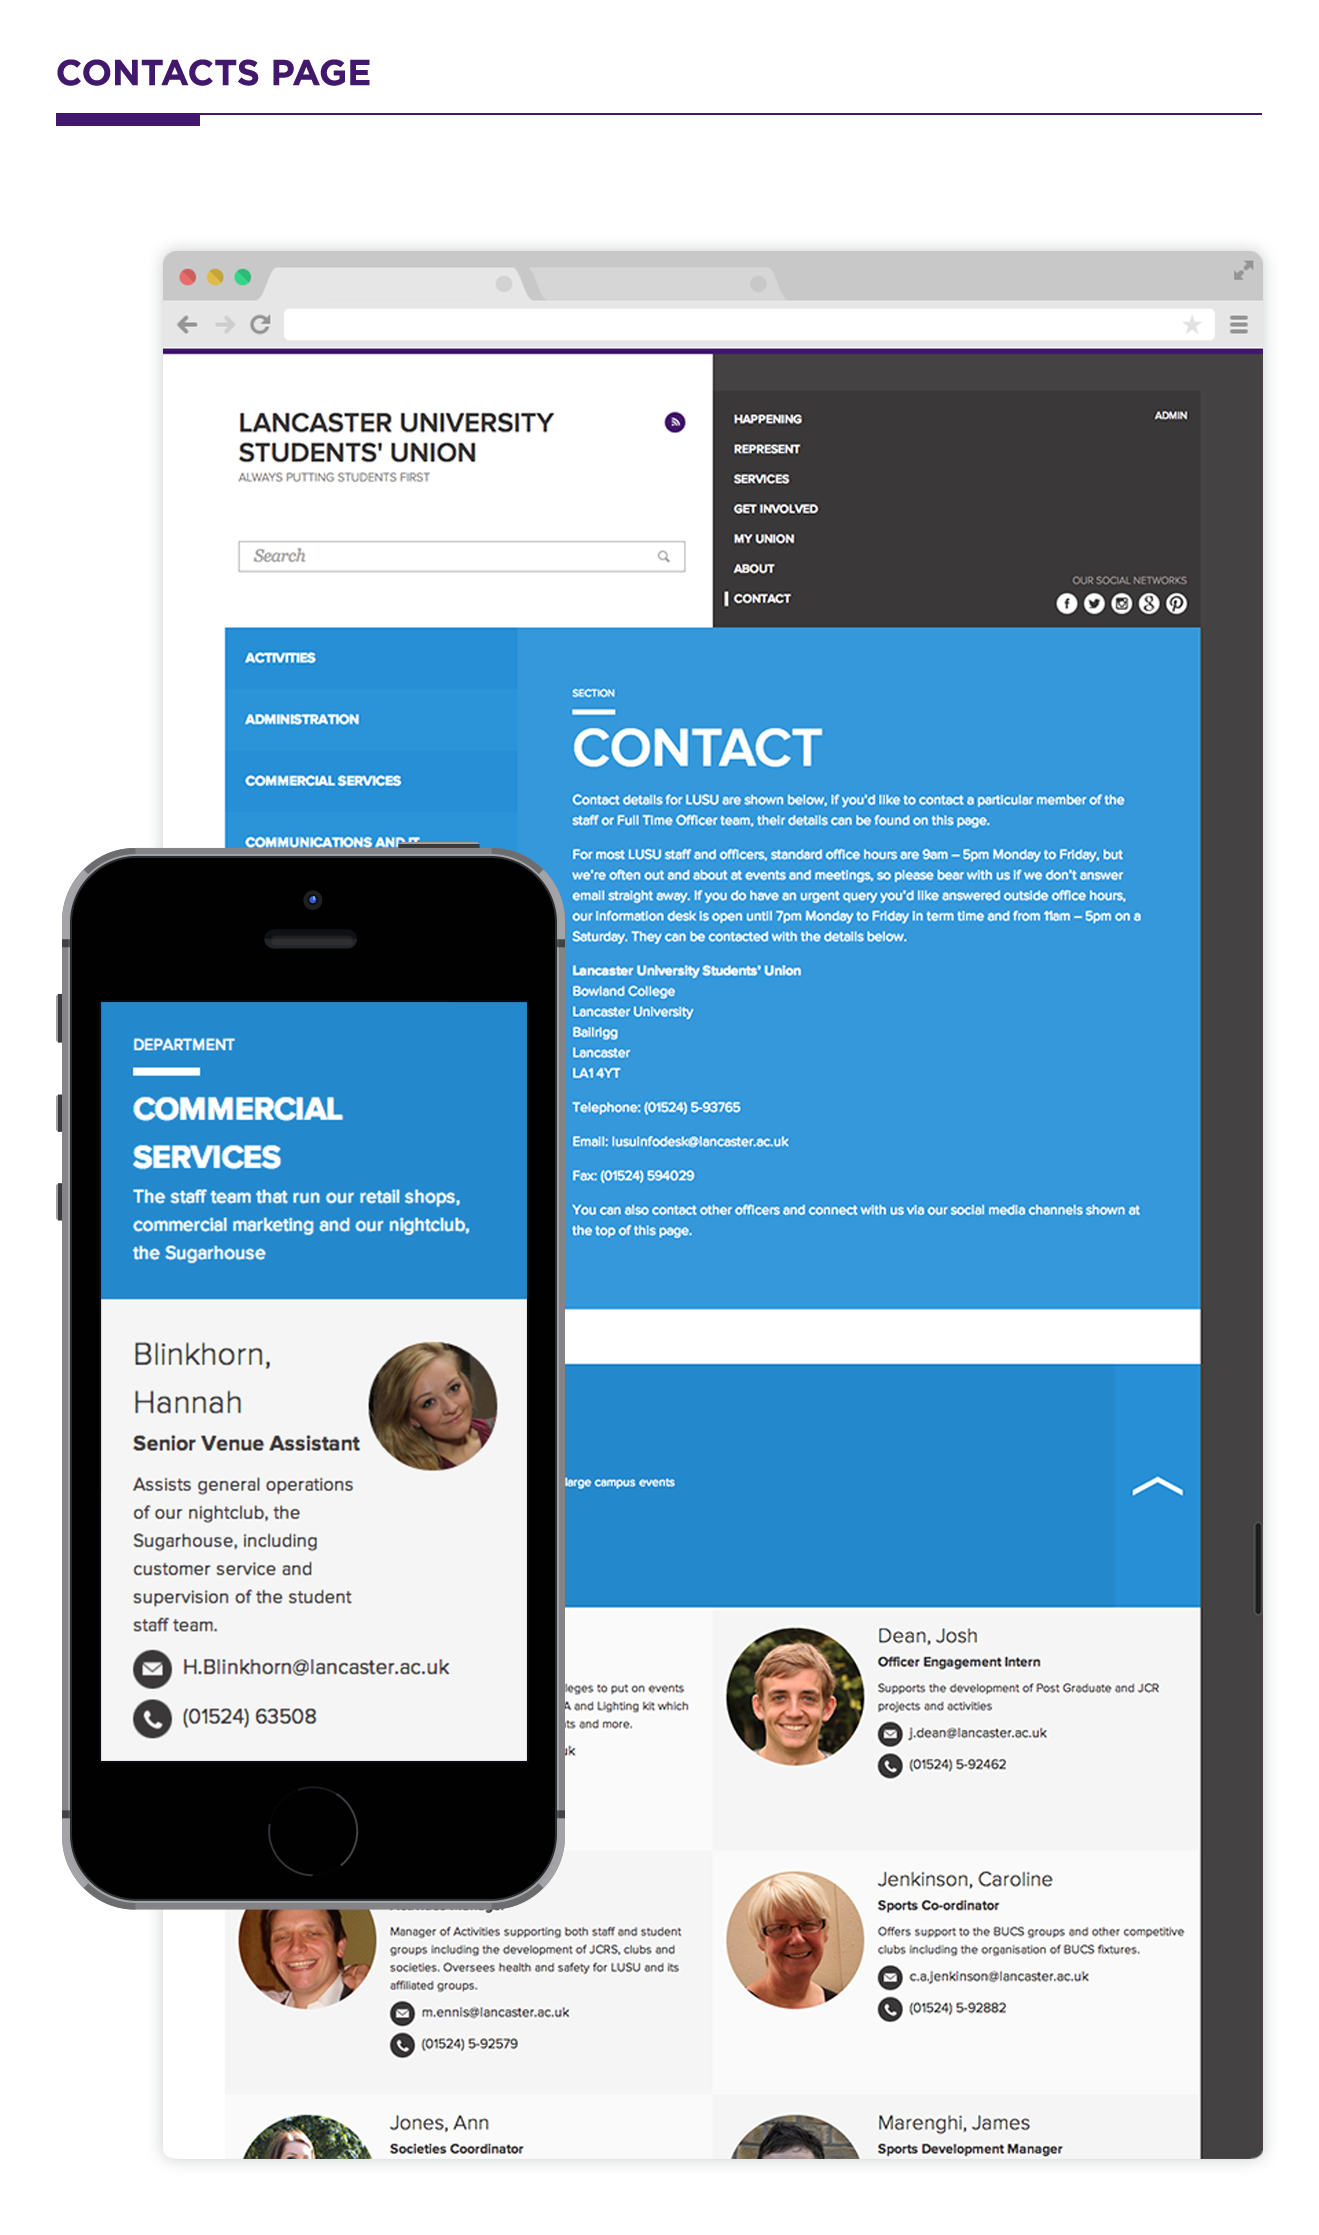 CONTACTS PAGE
LANCASTER UNIVERSITY
STUDENTS' UNION
ALWAYS PUTTING STUDENTS FIRST
Search
HAPPENING
REPRESENT
SERVICES
GET INVOLVED
MY UNION
ABOUT
CONTACT
ADMIN
OUR SOCIAL NETWORKS
ACTIVITIES
ADMINISTRATION
COMMERCIAL SERVICES
COMMUNICATIONS AND IT
SECTION
CONTACT
Contact details for LUSU are shown below, if you'd like to contact a particular member of the
staff or Full Time Officer team, their details can be found on this page.
For most LUSU staff and officers, standard office hours are 9am – 5pm Monday to Friday, but
we're often out and about at events and meetings, so please bear with us if we don't answer
email straight away. If you do have an urgent query you'd like answered outside office hours,
our information desk is open until 7pm Monday to Friday in term time and from 11am – 5pm on a
Saturday. They can be contacted with the details below.
Lancaster University Students' Union
Bowland College
Lancaster University
Bailrigg
Lancaster
LA1 4YT
Telephone: (01524) 5-93765
Email: lusuinfodesk@lancaster.ac.uk
Fax: (01524) 594029
You can also contact other officers and connect with us via our social media channels shown at
the top of this page.
DEPARTMENT
COMMERCIAL
SERVICES
The staff team that run our retail shops,
commercial marketing and our nightclub,
the Sugarhouse
Blinkhorn,
Hannah
Senior Venue Assistant
Assists general operations
of our nightclub, the
Sugarhouse, including
customer service and
supervision of the student
staff team.
H.Blinkhorn@lancaster.ac.uk
(01524) 63508
large campus events
leges to put on events
A and Lighting kit which
ts and more.
uk
Dean, Josh
Officer Engagement Intern
Supports the development of Post Graduate and JCR
projects and activities
j.dean@lancaster.ac.uk
(01524) 5-92462
Manager of Activities supporting both staff and student
groups including the development of JCRS, clubs and
societies. Oversees health and safety for LUSU and its
affiliated groups.
m.ennis@lancaster.ac.uk
(01524) 5-92579
Jenkinson, Caroline
Sports Co-ordinator
Offers support to the BUCS groups and other competitive
clubs including the organisation of BUCS fixtures.
c.a.jenkinson@lancaster.ac.uk
(01524) 5-92882
Jones, Ann
Societies Coordinator
Marenghi, James
Sports Development Manager